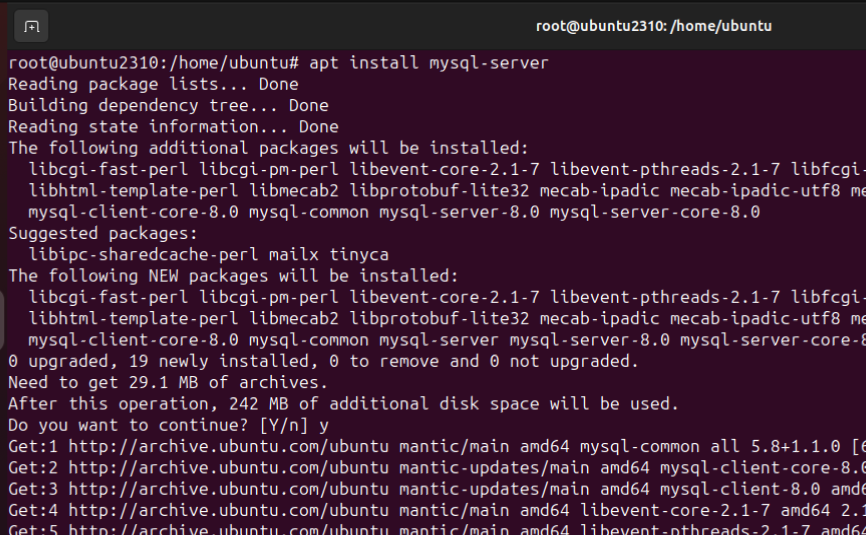 root@ubuntu2310: /home/ubuntu
root@ubuntu2310:/home/ubuntu# apt install mysql-server
Reading package lists... Done
Building dependency tree... Done
Reading state information... Done
The following additional packages will be installed:
  libcgi-fast-perl libcgi-pm-perl libevent-core-2.1-7 libevent-pthreads-2.1-7 libfcgi-
  libhtml-template-perl libmecab2 libprotobuf-lite32 mecab-ipadic mecab-ipadic-utf8 me
  mysql-client-core-8.0 mysql-common mysql-server-8.0 mysql-server-core-8.0
Suggested packages:
  libipc-sharedcache-perl mailx tinyca
The following NEW packages will be installed:
  libcgi-fast-perl libcgi-pm-perl libevent-core-2.1-7 libevent-pthreads-2.1-7 libfcgi-
  libhtml-template-perl libmecab2 libprotobuf-lite32 mecab-ipadic mecab-ipadic-utf8 me
  mysql-client-core-8.0 mysql-common mysql-server mysql-server-8.0 mysql-server-core-8
0 upgraded, 19 newly installed, 0 to remove and 0 not upgraded.
Need to get 29.1 MB of archives.
After this operation, 242 MB of additional disk space will be used.
Do you want to continue? [Y/n] y
Get:1 http://archive.ubuntu.com/ubuntu mantic/main amd64 mysql-common all 5.8+1.1.0 [6
Get:2 http://archive.ubuntu.com/ubuntu mantic-updates/main amd64 mysql-client-core-8.0
Get:3 http://archive.ubuntu.com/ubuntu mantic-updates/main amd64 mysql-client-8.0 amd6
Get:4 http://archive.ubuntu.com/ubuntu mantic/main amd64 libevent-core-2.1-7 amd64 2.1
Get:5 http://archive.ubuntu.com/ubuntu mantic/main amd64 libevent-pthreads-2.1-7 amd64